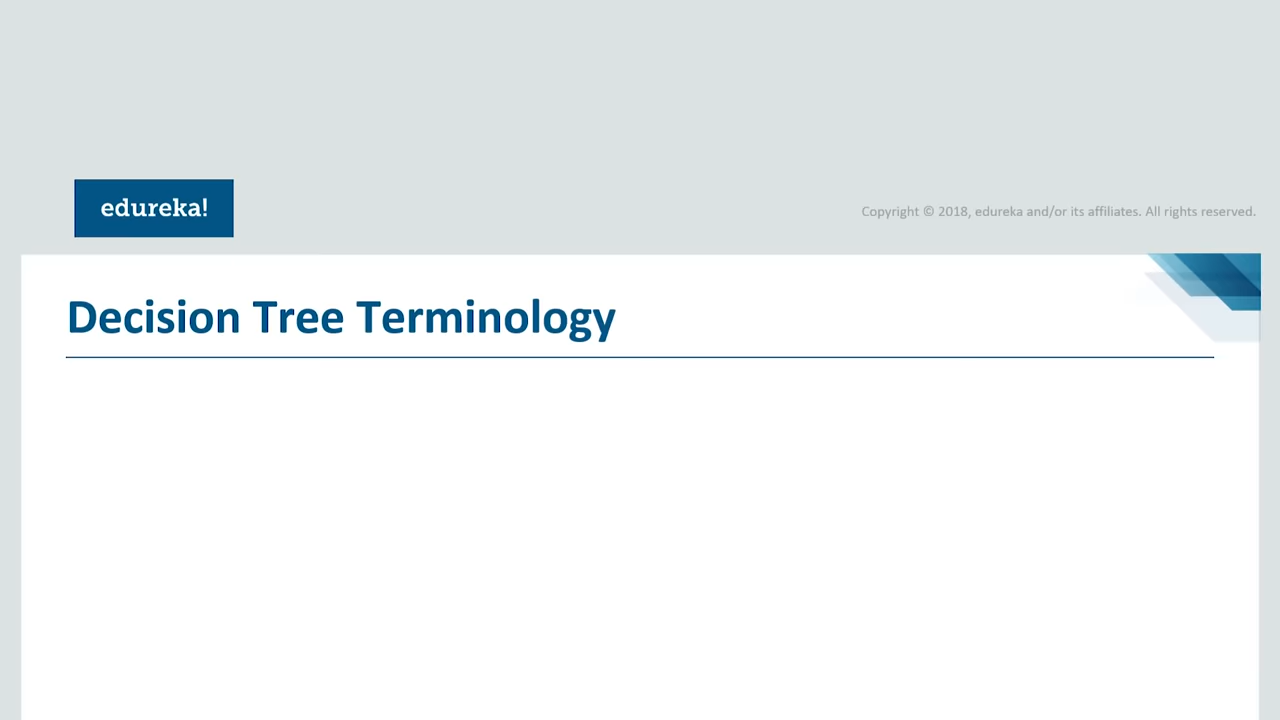 edureka!
Copyright © 2018, edureka and/or its affiliates. All rights reserved.
Decision Tree Terminology